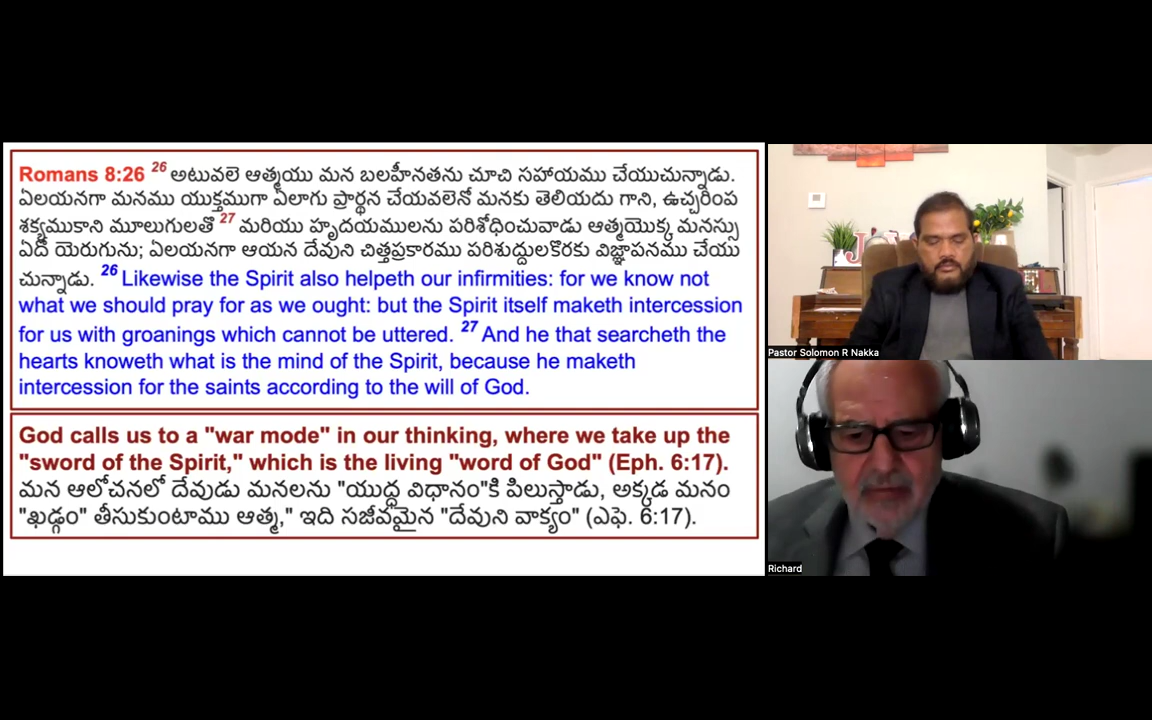 Romans 8:26 26 అటువలె ఆత్మయు మన బలహీనతను చూచి సహాయము చేయుచున్నాడు.
ఏలయనగా మనము యుక్తముగా ఏలాగు ప్రార్థన చేయవలెనో మనకు తెలియదు గాని, ఉచ్చరింప
శక్యముకాని మూలుగులతొ 27 మరియు హృదయములను పరిశోధించువాడు ఆత్మయొక్క మనస్సు
ఏదో యెరుగును; ఏలయనగా ఆయన దేవుని చిత్తప్రకారము పరిశుద్ధులకొరకు విజ్ఞాపనము చేయు
చున్నాడు. 26 Likewise the Spirit also helpeth our infirmities: for we know not
what we should pray for as we ought: but the Spirit itself maketh intercession
for us with groanings which cannot be uttered. 27 And he that searcheth the
hearts knoweth what is the mind of the Spirit, because he maketh
intercession for the saints according to the will of God.
God calls us to a "war mode" in our thinking, where we take up the
"sword of the Spirit," which is the living "word of God" (Eph. 6:17).
మన ఆలోచనలో దేవుడు మనలను "యుద్ధ విధానం"కి పిలుస్తాడు, అక్కడ మనం
"ఖడ్గం" తీసుకుంటాము ఆత్మ," ఇది సజీవమైన "దేవుని వాక్యం" (ఎఫె. 6:17).
Pastor Solomon R Nakka
Richard